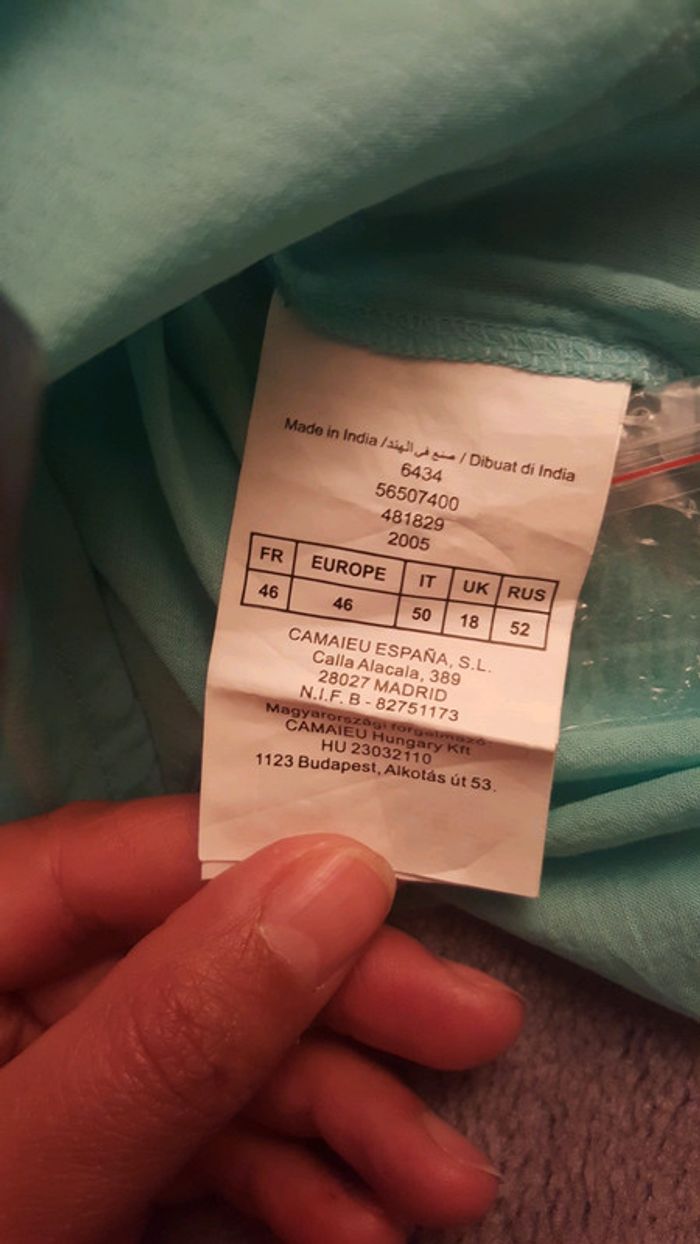 Made in India / صنع في الهند / Dibuat di India
6434
56507400
481829
2005
FR EUROPE IT UK RUS
46 46 50 18 52
CAMAIEU ESPAÑA, S.L.
Calla Alacala, 389
28027 MADRID
N.I.F. B - 82751173
Magyarországi forgalmazó:
CAMAIEU Hungary Kft
HU 23032110
1123 Budapest, Alkotás út 53.